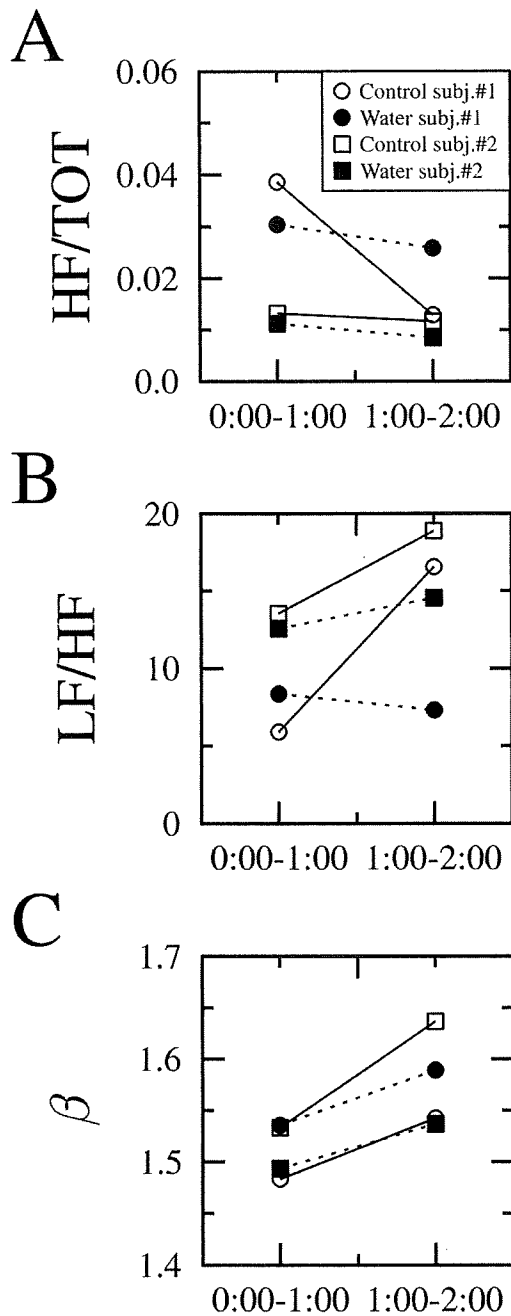 A
HF/TOT
0.06
0.04
0.02
0.0
Control subj.#1
Water subj.#1
Control subj.#2
Water subj.#2
0:00-1:00 1:00-2:00
B
LF/HF
20
10
0
0:00-1:00 1:00-2:00
C
β
1.7
1.6
1.5
1.4
0:00-1:00 1:00-2:00